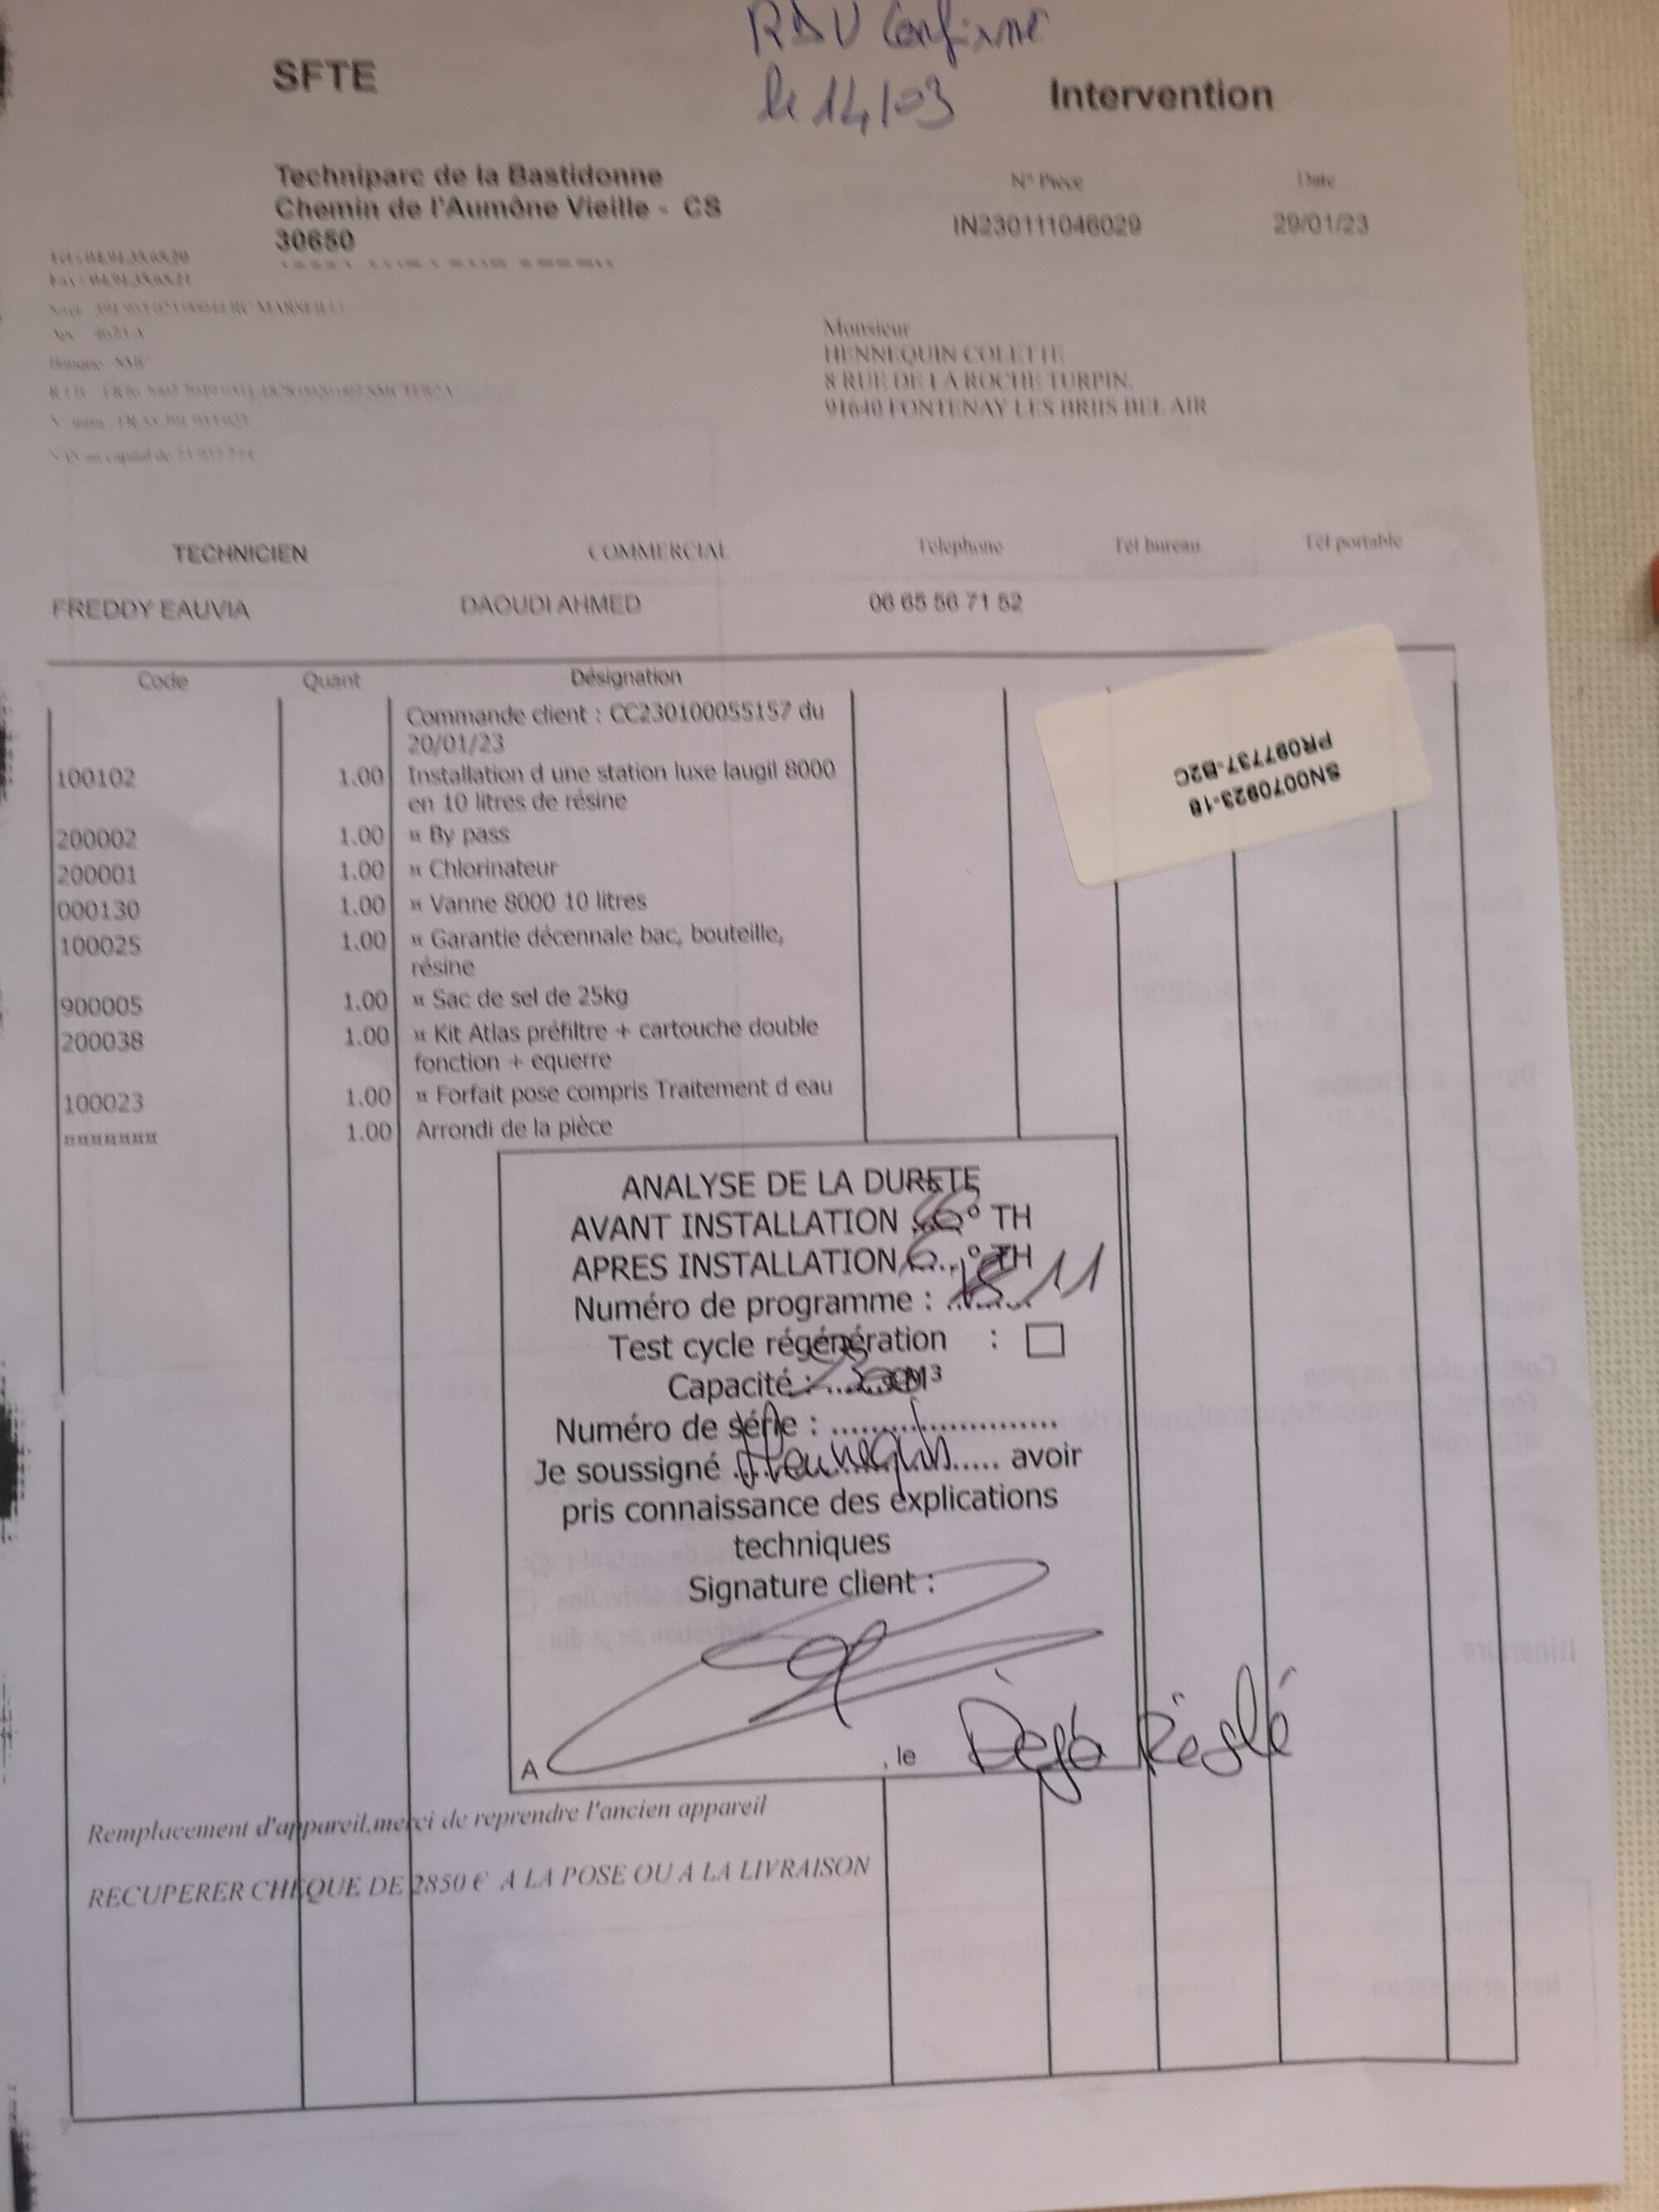 RDV Confirmé
le 14/03
SFTE
Intervention
Techniparc de la Bastidonne
Chemin de l'Aumône Vieille - CS
30650
N° Pièce
Date
IN230111046029
29/01/23
Monsieur
HENNEQUIN COLETTE
8 RUE DE LA ROCHE TURPIN,
91640 FONTENAY LES BRIIS BEL AIR
TECHNICIEN
COMMERCIAL
Téléphone
Tél bureau
Tél portable
FREDDY EAUVIA
DAOUDI AHMED
06 65 56 71 52
Code
Quant
Désignation
Commande client : CC230100055157 du
20/01/23
100102 1.00 Installation d une station luxe laugil 8000
en 10 litres de résine
200002 1.00 ¤ By pass
200001 1.00 ¤ Chlorinateur
000130 1.00 ¤ Vanne 8000 10 litres
100025 1.00 ¤ Garantie décennale bac, bouteille,
résine
900005 1.00 ¤ Sac de sel de 25kg
200038 1.00 ¤ Kit Atlas préfiltre + cartouche double
fonction + equerre
100023 1.00 ¤ Forfait pose compris Traitement d eau
¤¤¤¤¤¤¤ 1.00 Arrondi de la pièce
SN0070923-18
PR097737-B2C
ANALYSE DE LA DURETE
AVANT INSTALLATION ° TH
APRES INSTALLATION ° TH
Numéro de programme : 11
Test cycle régénération :
Capacité : M³
Numéro de série : ......................
Je soussigné Hennequin avoir
pris connaissance des explications
techniques
Signature client :
A , le
Déjà Réglé
Remplacement d'appareil,merci de reprendre l'ancien appareil
RECUPERER CHEQUE DE 2850 € A LA POSE OU A LA LIVRAISON